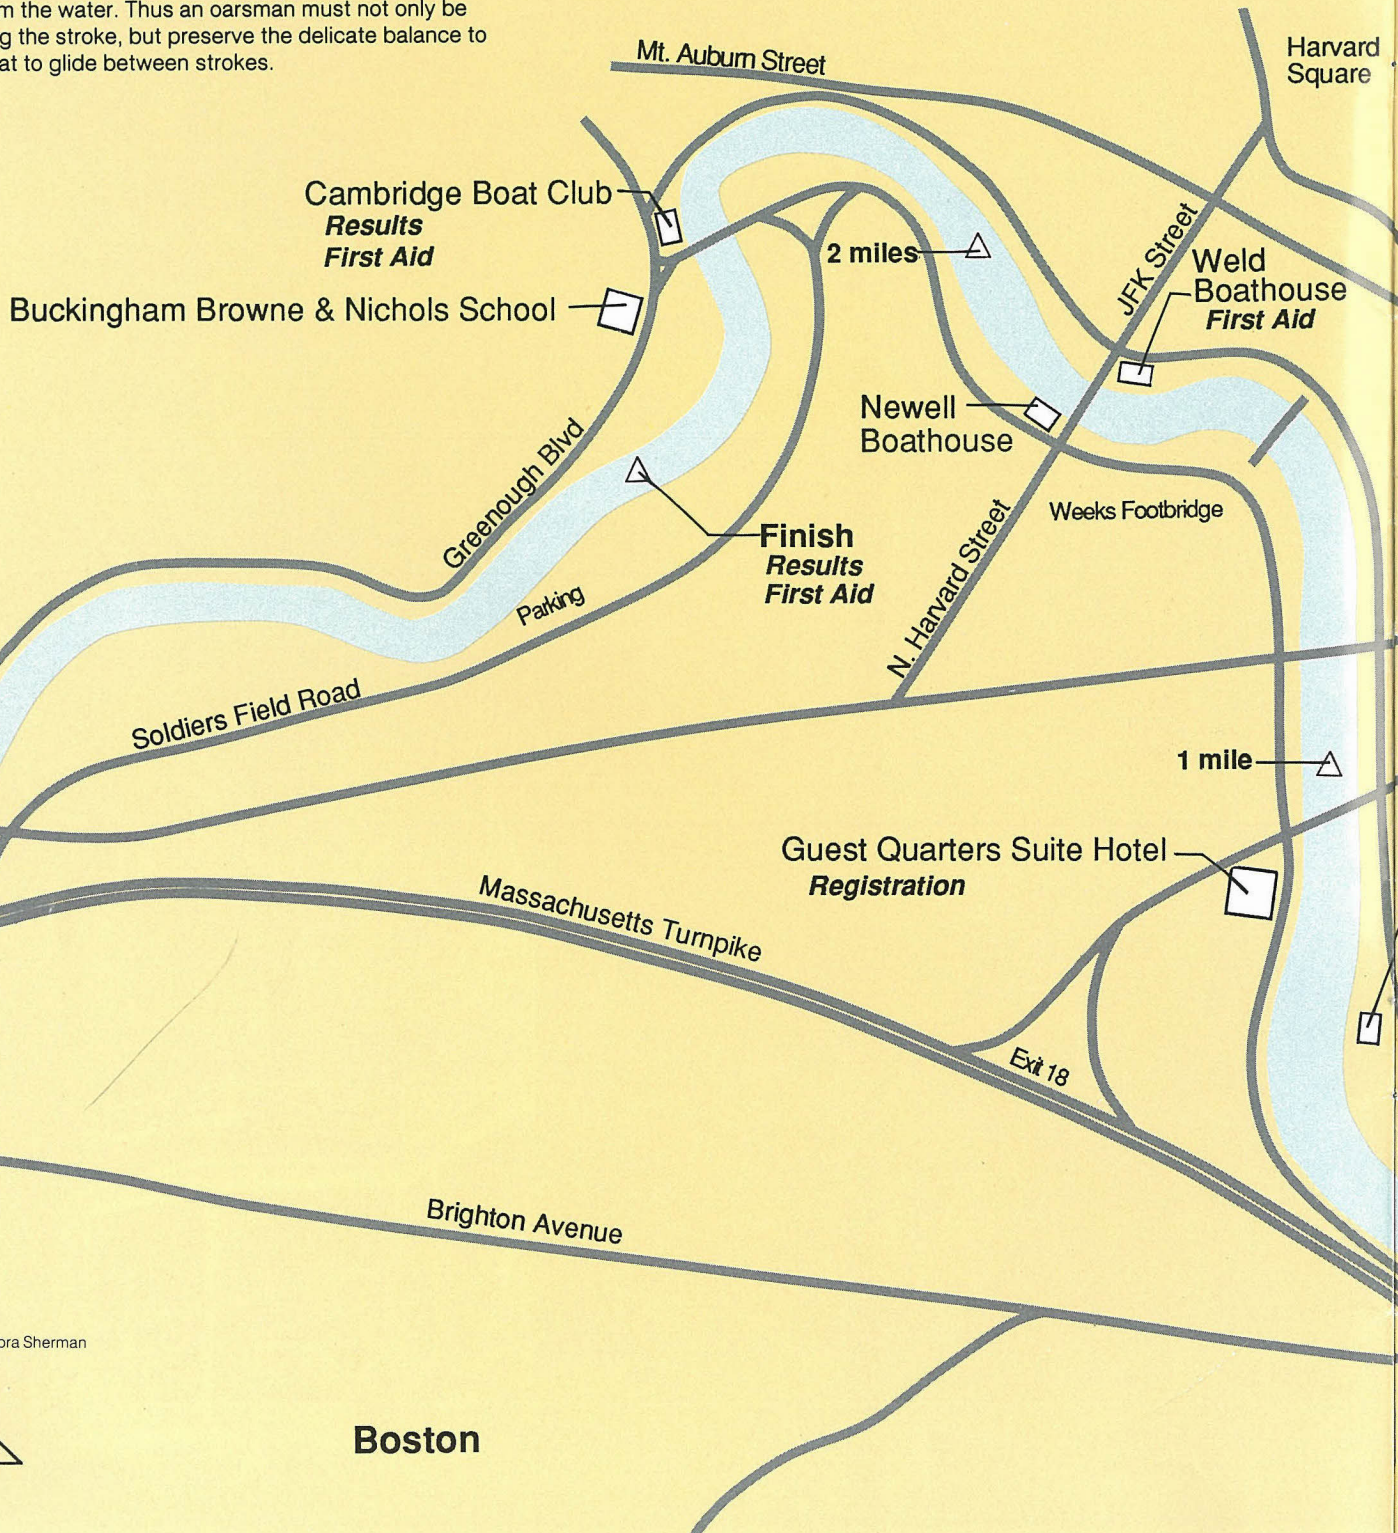 m the water. Thus an oarsman must not only be
g the stroke, but preserve the delicate balance to
at to glide between strokes.
Mt. Auburn Street
Harvard
Square
Cambridge Boat Club
Results
First Aid
Buckingham Browne & Nichols School
2 miles
JFK Street
Weld
Boathouse
First Aid
Newell
Boathouse
Greenough Blvd
Weeks Footbridge
Finish
Results
First Aid
Parking
N. Harvard Street
Soldiers Field Road
1 mile
Guest Quarters Suite Hotel
Registration
Massachusetts Turnpike
Exit 18
Brighton Avenue
ora Sherman
Boston